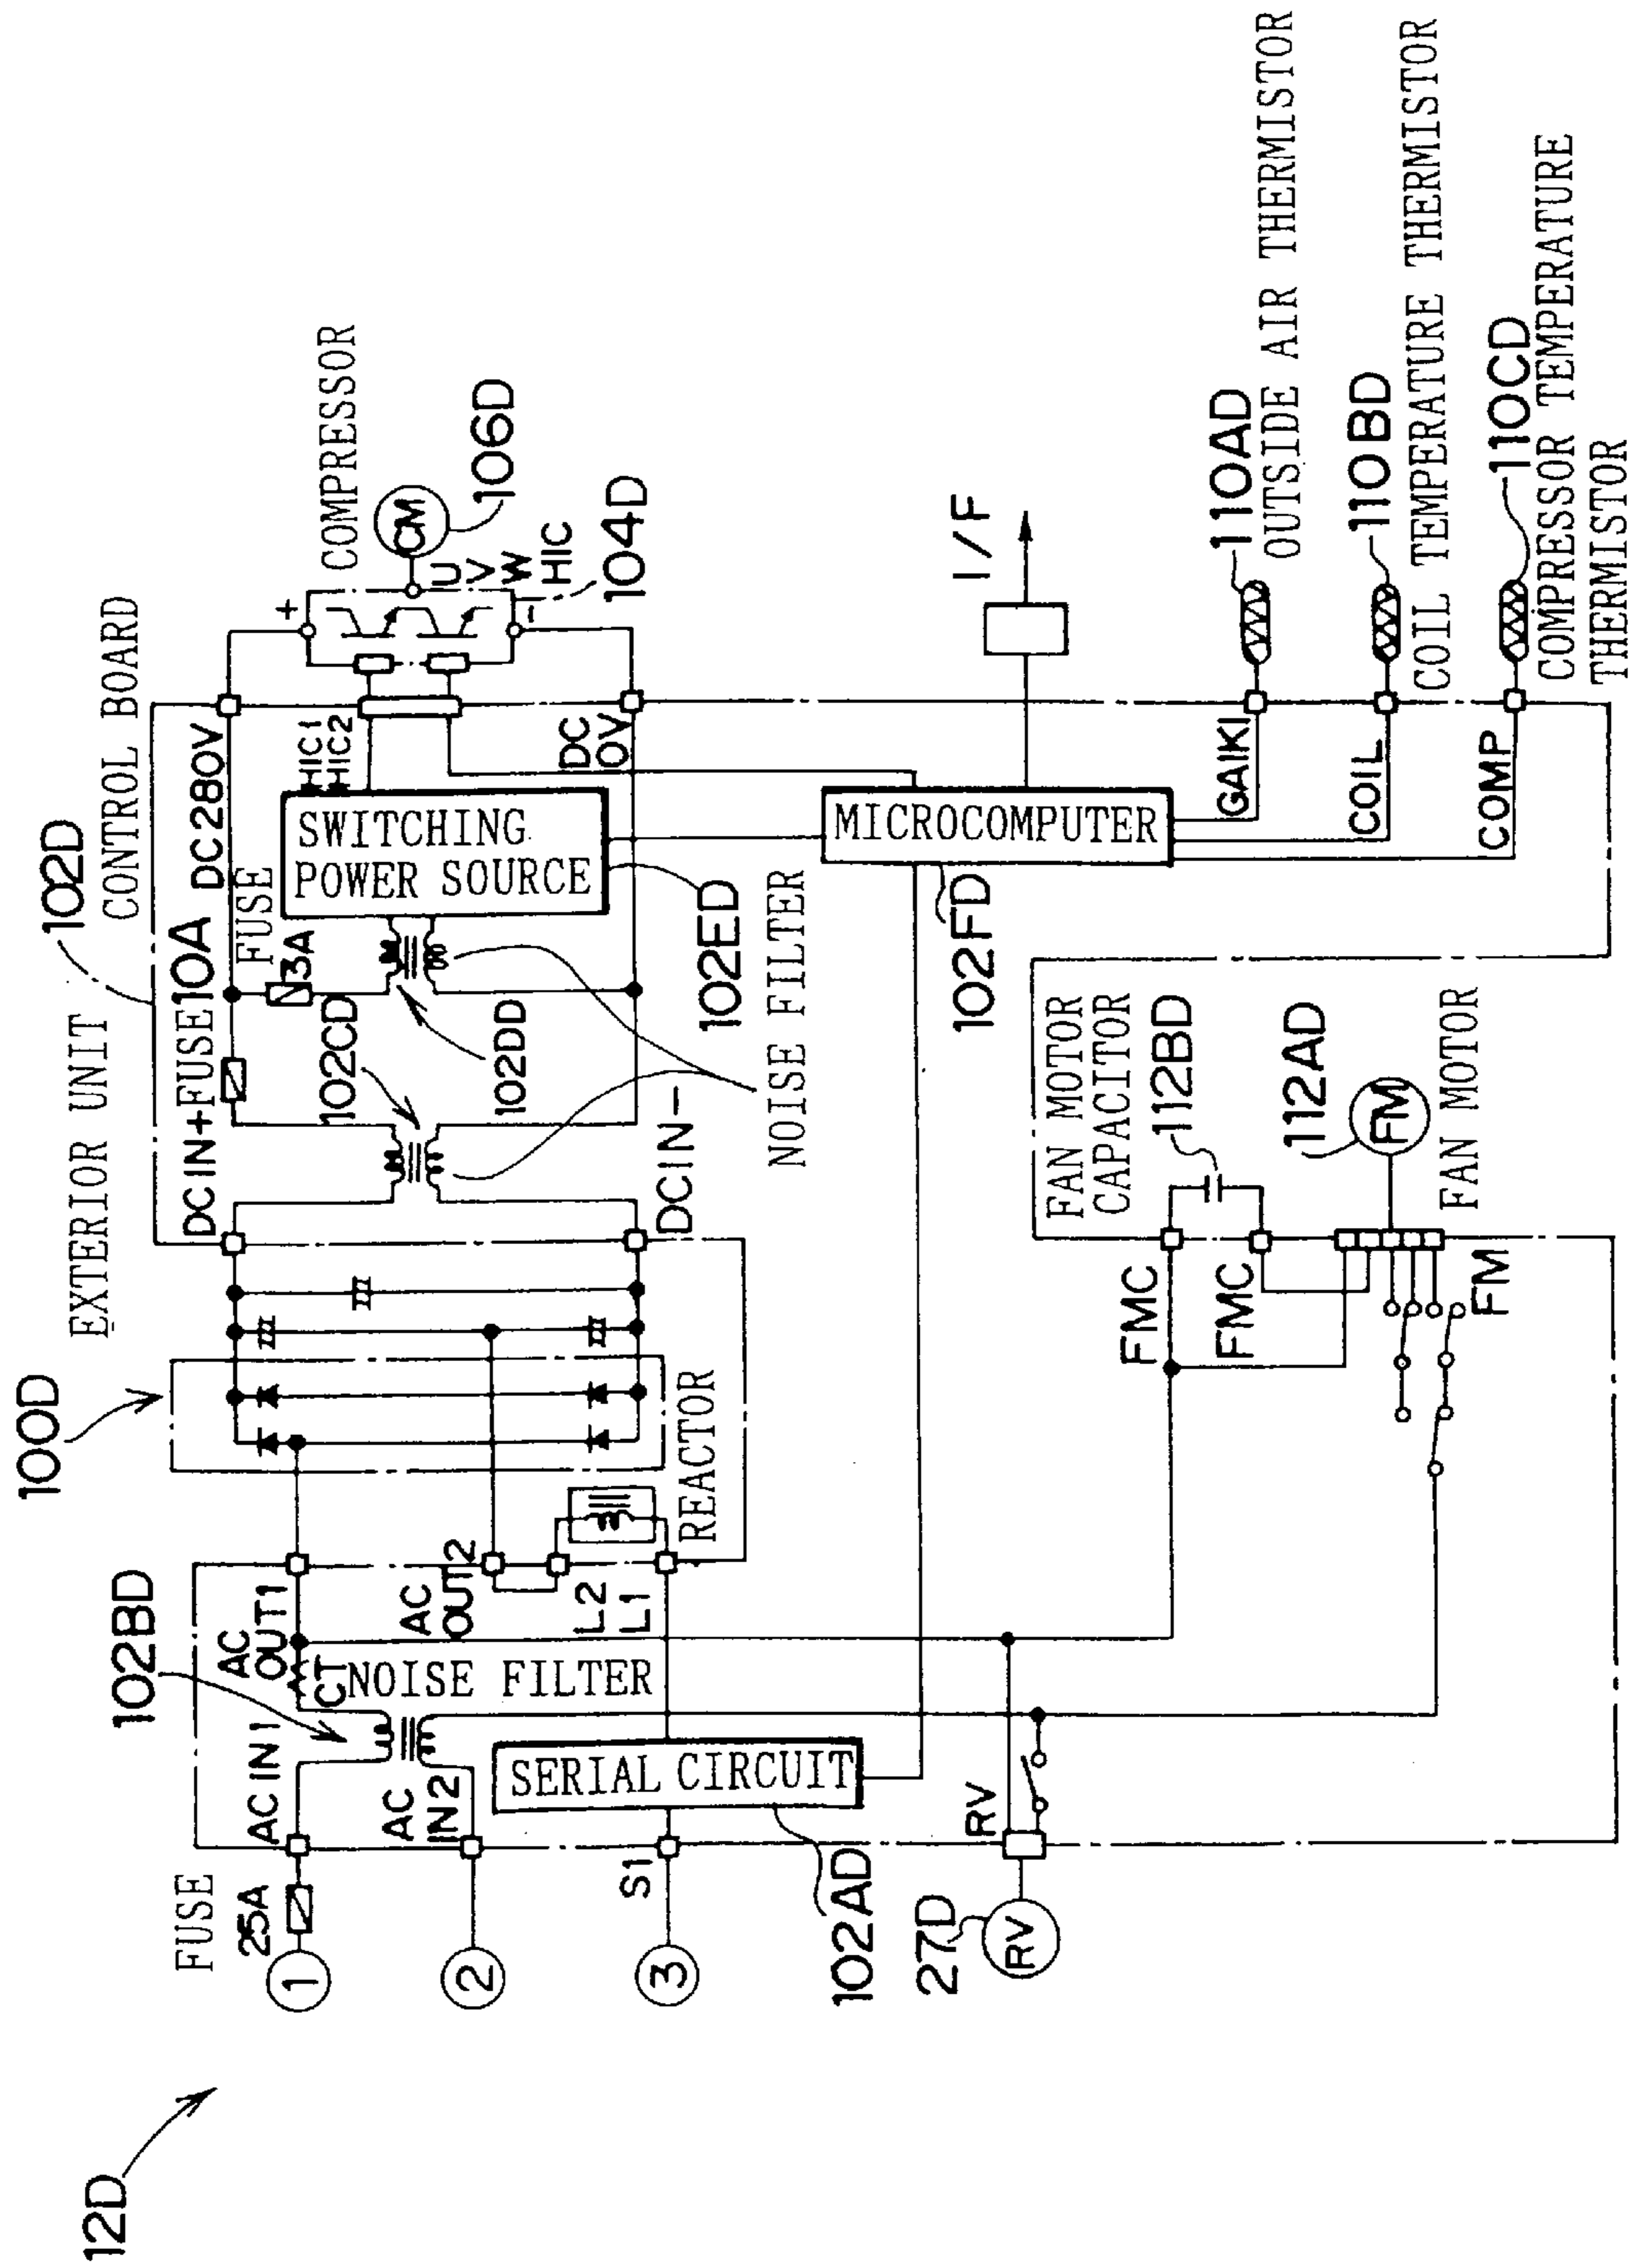 12D
EXTERIOR UNIT
102D
CONTROL BOARD
100D
FUSE
25A
1
2
3
AC IN1
AC
IN2
S1
102BD
AC
OUT1
CT
NOISE FILTER
AC
OUT2
L2
L1
REACTOR
SERIAL CIRCUIT
102AD
27D
RV
RV
DCIN+
FUSE10A
DC280V
FUSE
3A
102CD
102DD
DCIN-
NOISE FILTER
HIC1
HIC2
SWITCHING
POWER SOURCE
102ED
DC
0V
COMPRESSOR
CM
106D
+
-
U
V
W
HIC
104D
MICROCOMPUTER
102FD
I/F
GAIKI
COIL
COMP
110AD
OUTSIDE AIR THERMISTOR
110BD
COIL TEMPERATURE THERMISTOR
110CD
COMPRESSOR TEMPERATURE
THERMISTOR
FAN MOTOR
CAPACITOR
112BD
FMC
FMC
112AD
FM
FAN MOTOR
FM